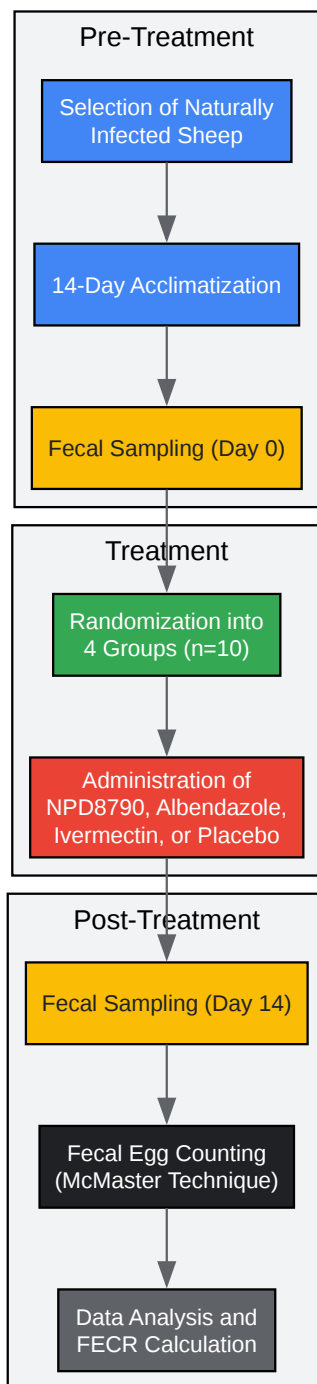 Pre-Treatment
Selection of Naturally
Infected Sheep
14-Day Acclimatization
Fecal Sampling (Day 0)
Treatment
Randomization into
4 Groups (n=10)
Administration of
NPD8790, Albendazole,
Ivermectin, or Placebo
Post-Treatment
Fecal Sampling (Day 14)
Fecal Egg Counting
(McMaster Technique)
Data Analysis and
FECR Calculation